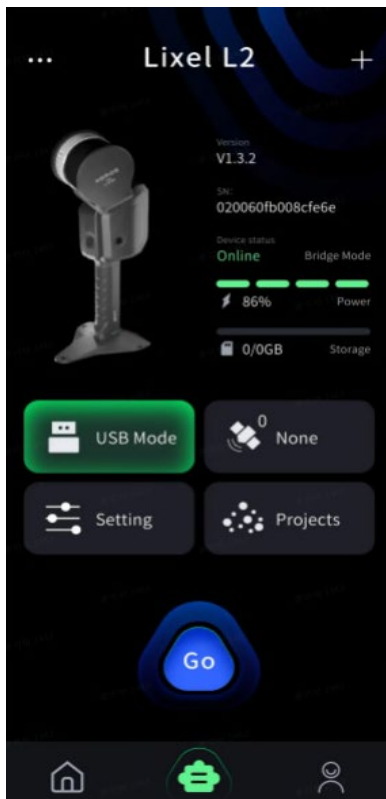 Lixel L2
Version
V1.3.2
SN:
020060fb008cfe6e
Device status
Online Bridge Mode
86% Power
0/0GB Storage
USB Mode
0
None
Setting
Projects
Go